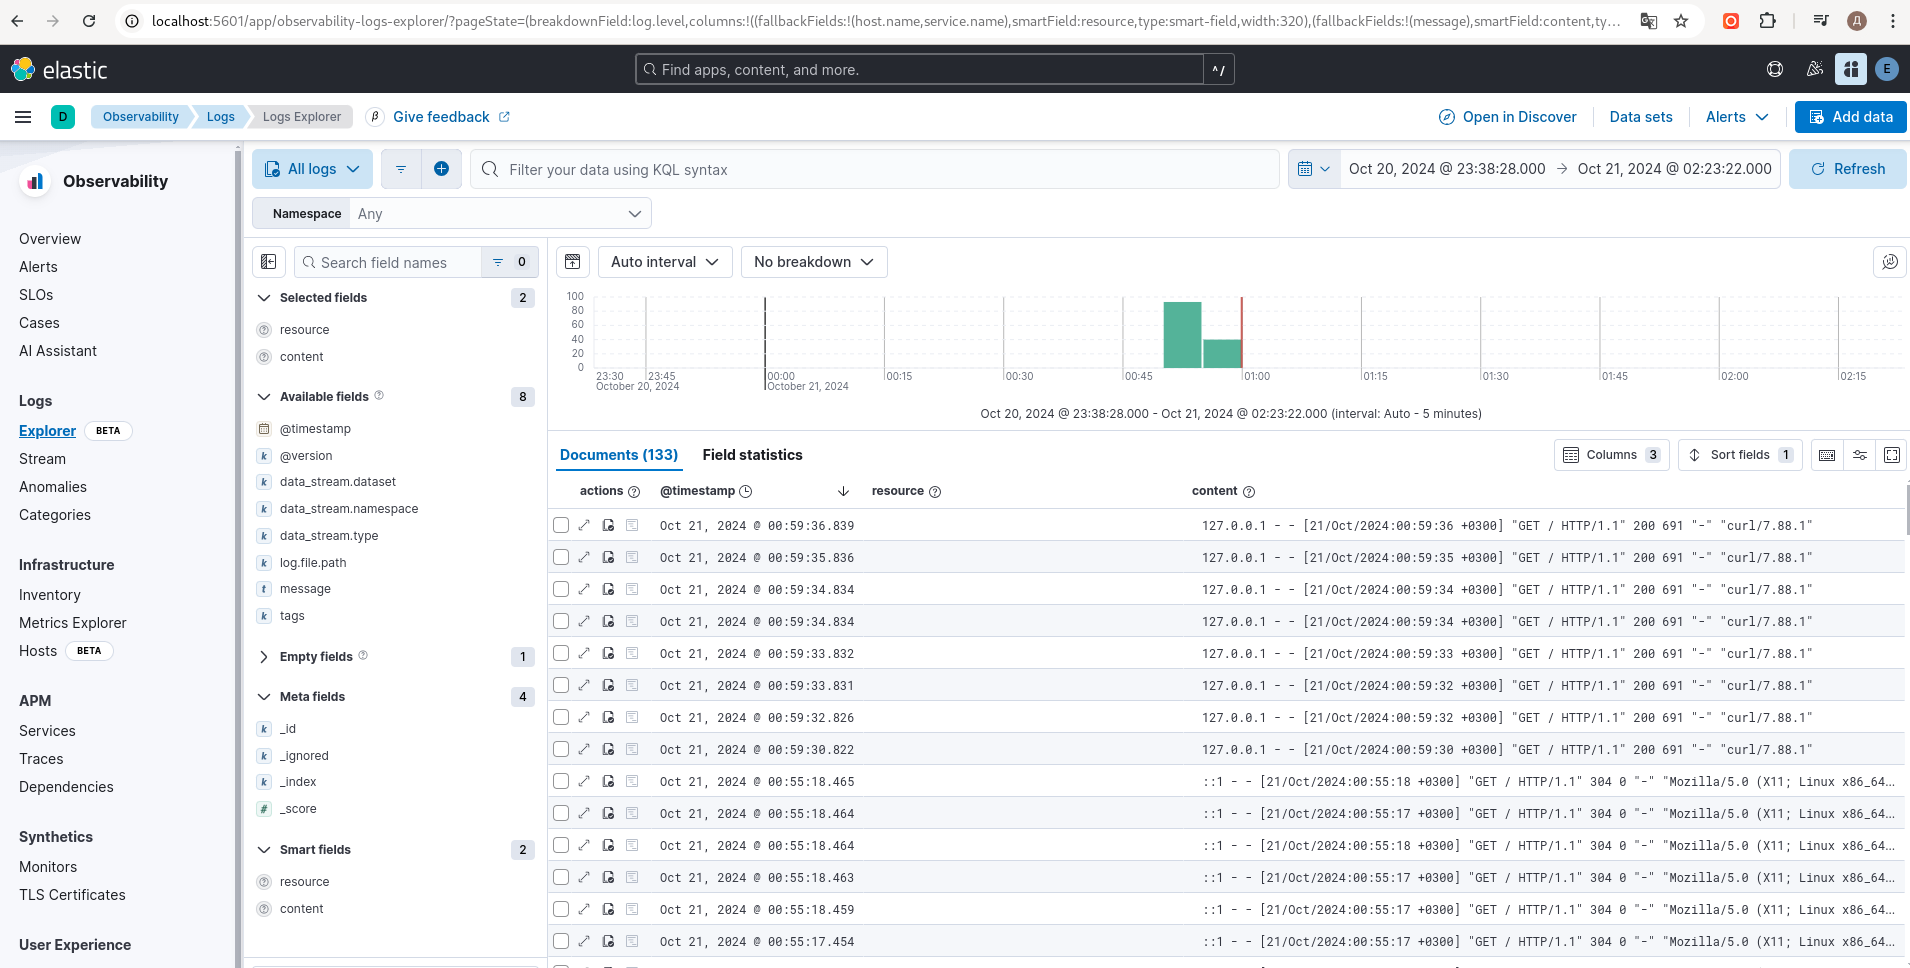 localhost:5601/app/observability-logs-explorer/?pageState=(breakdownField:log.level,columns:!((fallbackFields:!(host.name,service.name),smartField:resource,type:smart-field,width:320),(fallbackFields:!(message),smartField:content,ty...
Д
elastic
Find apps, content, and more.
^/
E
D
Observability
Logs
Logs Explorer
β
Give feedback
Open in Discover
Data sets
Alerts
Add data
Observability
Overview
Alerts
SLOs
Cases
AI Assistant
Logs
Explorer BETA
Stream
Anomalies
Categories
Infrastructure
Inventory
Metrics Explorer
Hosts BETA
APM
Services
Traces
Dependencies
Synthetics
Monitors
TLS Certificates
User Experience
All logs
Filter your data using KQL syntax
Oct 20, 2024 @ 23:38:28.000 → Oct 21, 2024 @ 02:23:22.000
Refresh
Namespace Any
Search field names 0
Selected fields 2
resource
content
Available fields 8
@timestamp
k @version
k data_stream.dataset
k data_stream.namespace
k data_stream.type
k log.file.path
t message
k tags
Empty fields 1
Meta fields 4
k _id
k _ignored
k _index
# _score
Smart fields 2
resource
content
Auto interval
No breakdown
100
80
60
40
20
0
23:30 23:45 00:00 00:15 00:30 00:45 01:00 01:15 01:30 01:45 02:00 02:15
October 20, 2024 October 21, 2024
Oct 20, 2024 @ 23:38:28.000 - Oct 21, 2024 @ 02:23:22.000 (interval: Auto - 5 minutes)
Documents (133) Field statistics
Columns 3
Sort fields 1
actions @timestamp resource content
Oct 21, 2024 @ 00:59:36.839 127.0.0.1 - - [21/Oct/2024:00:59:36 +0300] "GET / HTTP/1.1" 200 691 "-" "curl/7.88.1"
Oct 21, 2024 @ 00:59:35.836 127.0.0.1 - - [21/Oct/2024:00:59:35 +0300] "GET / HTTP/1.1" 200 691 "-" "curl/7.88.1"
Oct 21, 2024 @ 00:59:34.834 127.0.0.1 - - [21/Oct/2024:00:59:34 +0300] "GET / HTTP/1.1" 200 691 "-" "curl/7.88.1"
Oct 21, 2024 @ 00:59:34.834 127.0.0.1 - - [21/Oct/2024:00:59:34 +0300] "GET / HTTP/1.1" 200 691 "-" "curl/7.88.1"
Oct 21, 2024 @ 00:59:33.832 127.0.0.1 - - [21/Oct/2024:00:59:33 +0300] "GET / HTTP/1.1" 200 691 "-" "curl/7.88.1"
Oct 21, 2024 @ 00:59:33.831 127.0.0.1 - - [21/Oct/2024:00:59:32 +0300] "GET / HTTP/1.1" 200 691 "-" "curl/7.88.1"
Oct 21, 2024 @ 00:59:32.826 127.0.0.1 - - [21/Oct/2024:00:59:32 +0300] "GET / HTTP/1.1" 200 691 "-" "curl/7.88.1"
Oct 21, 2024 @ 00:59:30.822 127.0.0.1 - - [21/Oct/2024:00:59:30 +0300] "GET / HTTP/1.1" 200 691 "-" "curl/7.88.1"
Oct 21, 2024 @ 00:55:18.465 ::1 - - [21/Oct/2024:00:55:18 +0300] "GET / HTTP/1.1" 304 0 "-" "Mozilla/5.0 (X11; Linux x86_64...
Oct 21, 2024 @ 00:55:18.464 ::1 - - [21/Oct/2024:00:55:17 +0300] "GET / HTTP/1.1" 304 0 "-" "Mozilla/5.0 (X11; Linux x86_64...
Oct 21, 2024 @ 00:55:18.464 ::1 - - [21/Oct/2024:00:55:18 +0300] "GET / HTTP/1.1" 304 0 "-" "Mozilla/5.0 (X11; Linux x86_64...
Oct 21, 2024 @ 00:55:18.463 ::1 - - [21/Oct/2024:00:55:17 +0300] "GET / HTTP/1.1" 304 0 "-" "Mozilla/5.0 (X11; Linux x86_64...
Oct 21, 2024 @ 00:55:18.459 ::1 - - [21/Oct/2024:00:55:17 +0300] "GET / HTTP/1.1" 304 0 "-" "Mozilla/5.0 (X11; Linux x86_64...
Oct 21, 2024 @ 00:55:17.454 ::1 - - [21/Oct/2024:00:55:17 +0300] "GET / HTTP/1.1" 304 0 "-" "Mozilla/5.0 (X11; Linux x86_64...